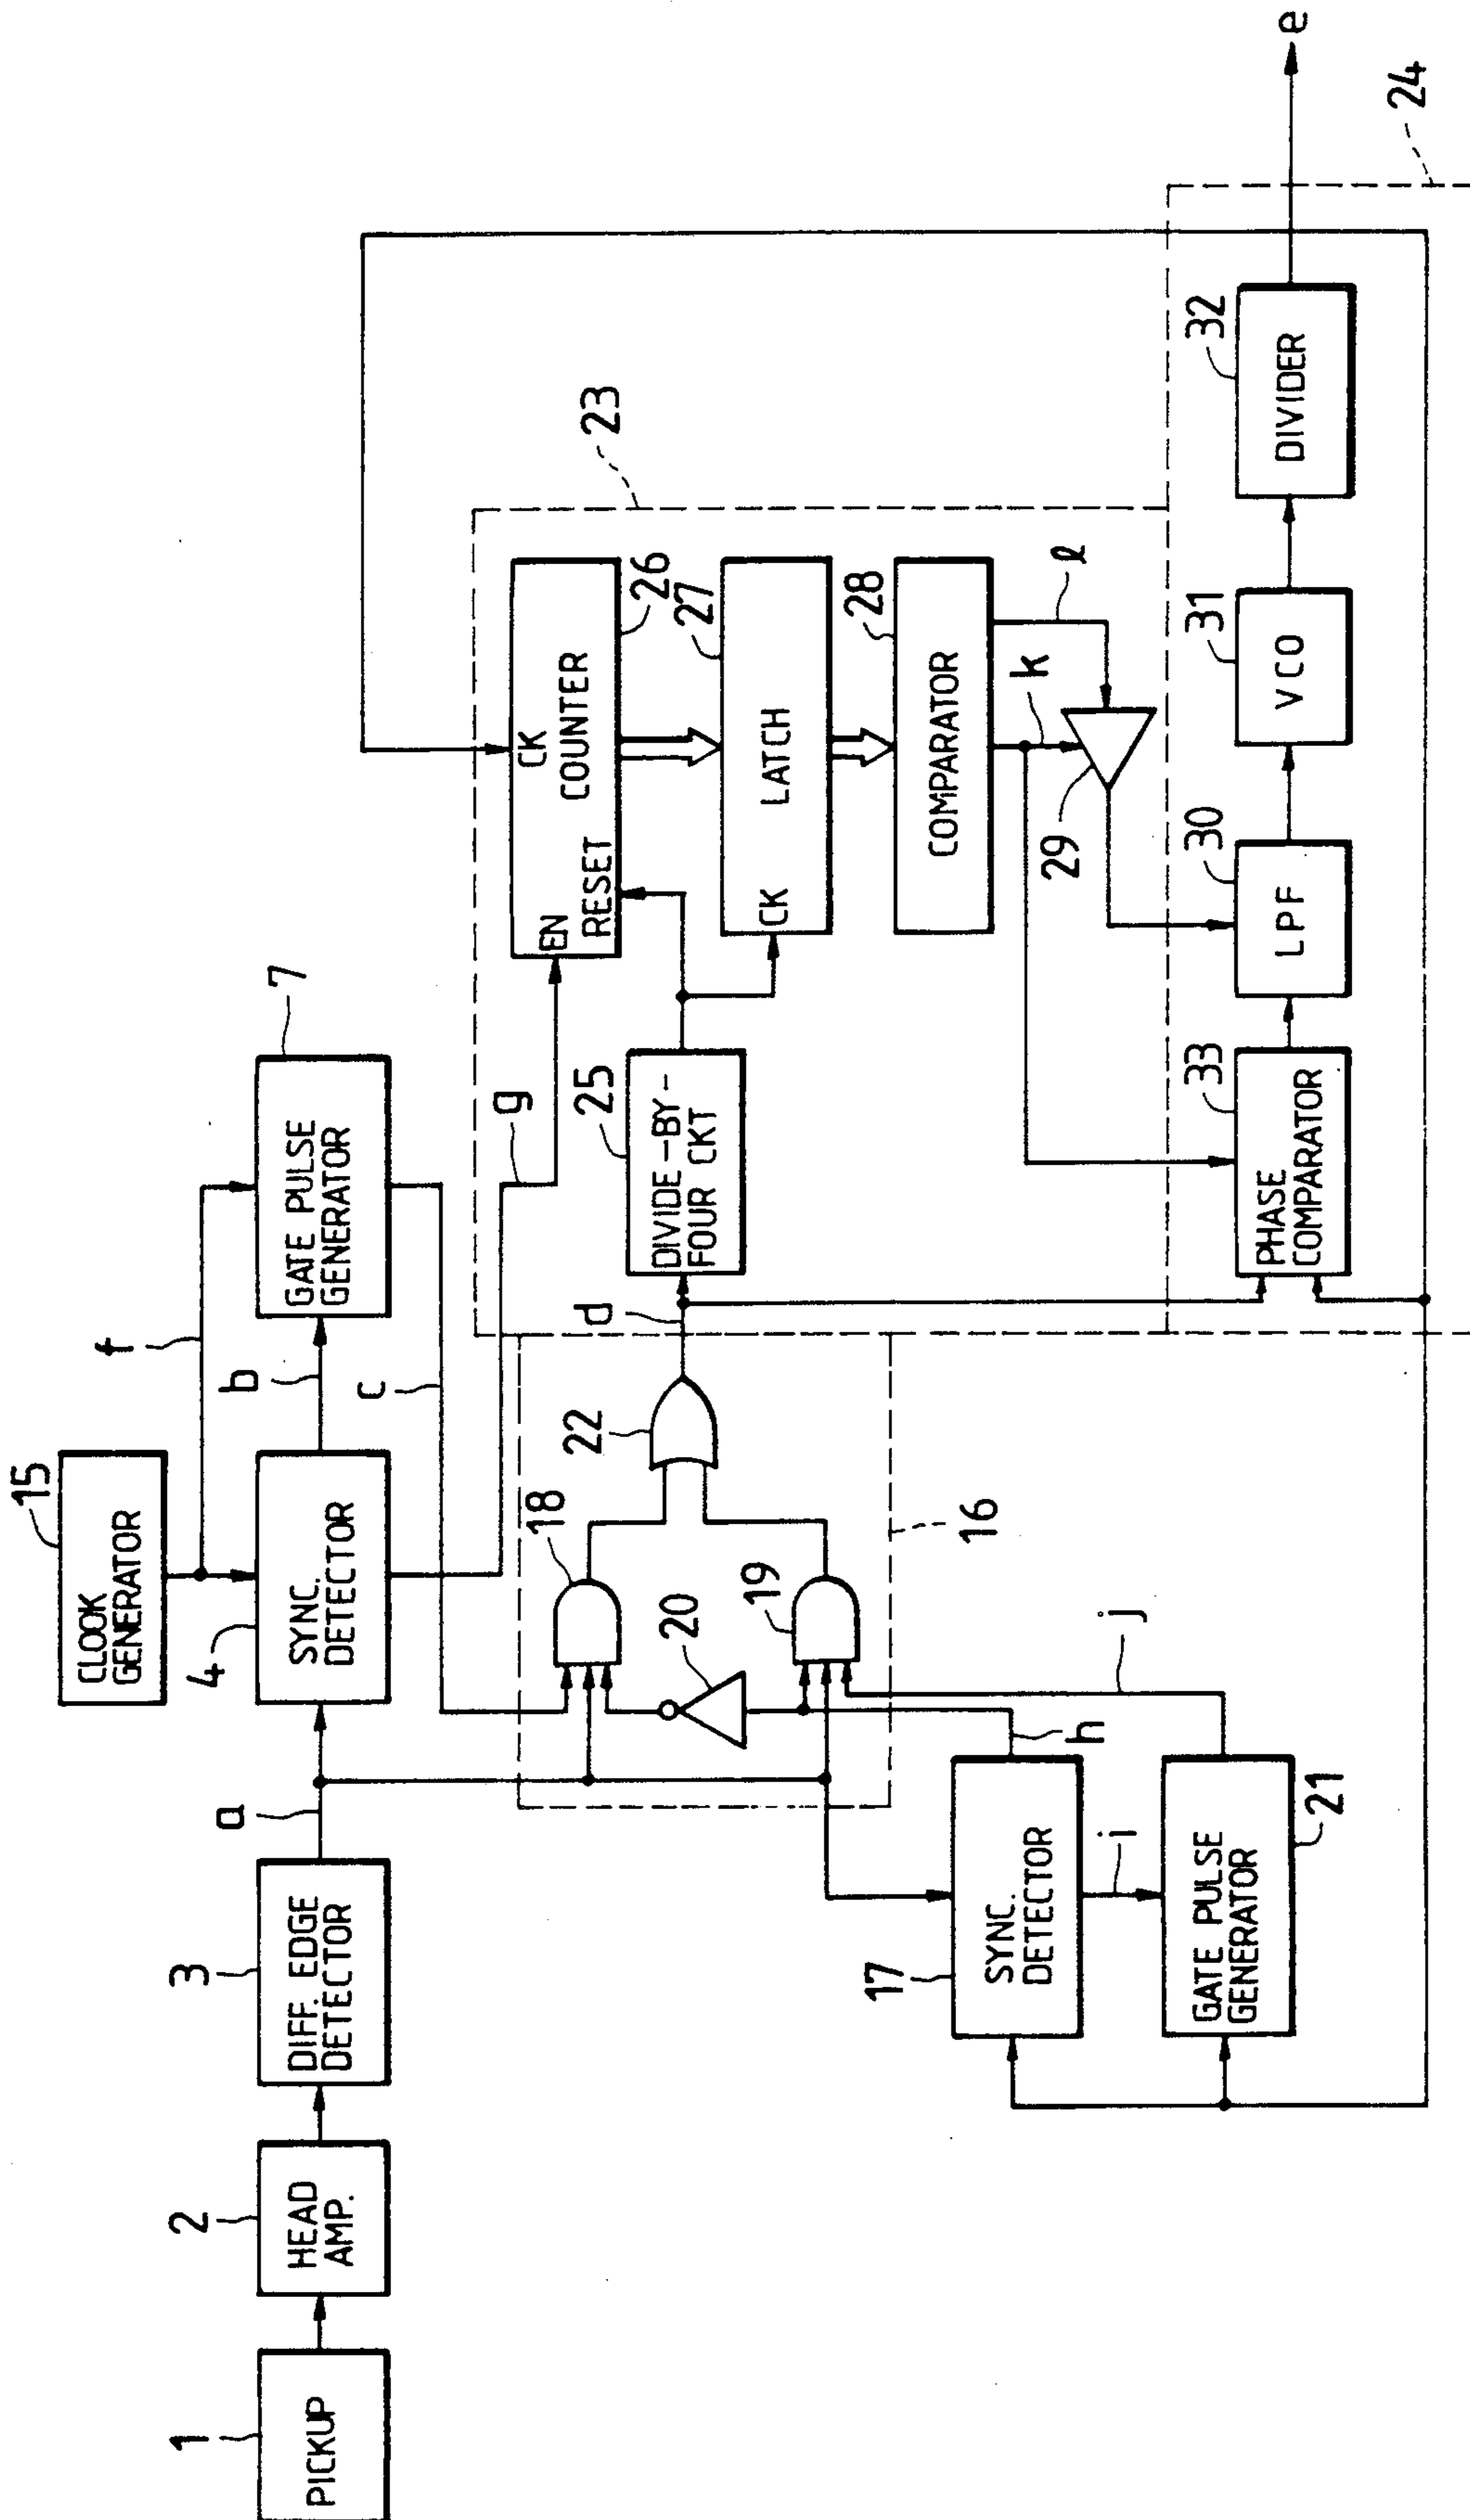 15
CLOOK
GENERATOR
f
1
PICKUP
2
HEAD
AMP.
3
DIFF. EDGE
DETECTOR
a
4
SYNC.
DETECTOR
b
7
GATE PULSE
GENERATOR
c
g
18
20
19
22
16
d
h
j
17
SYNC.
DETECTOR
i
GATE PULSE
GENERATOR
21
23
25
DIVIDE-BY-
FOUR CKT
CK
COUNTER
EN
RESET
26
27
LATCH
CK
28
COMPARATOR
k
ℓ
29
33
PHASE
COMPARATOR
30
LPF
31
VCO
32
DIVIDER
e
24